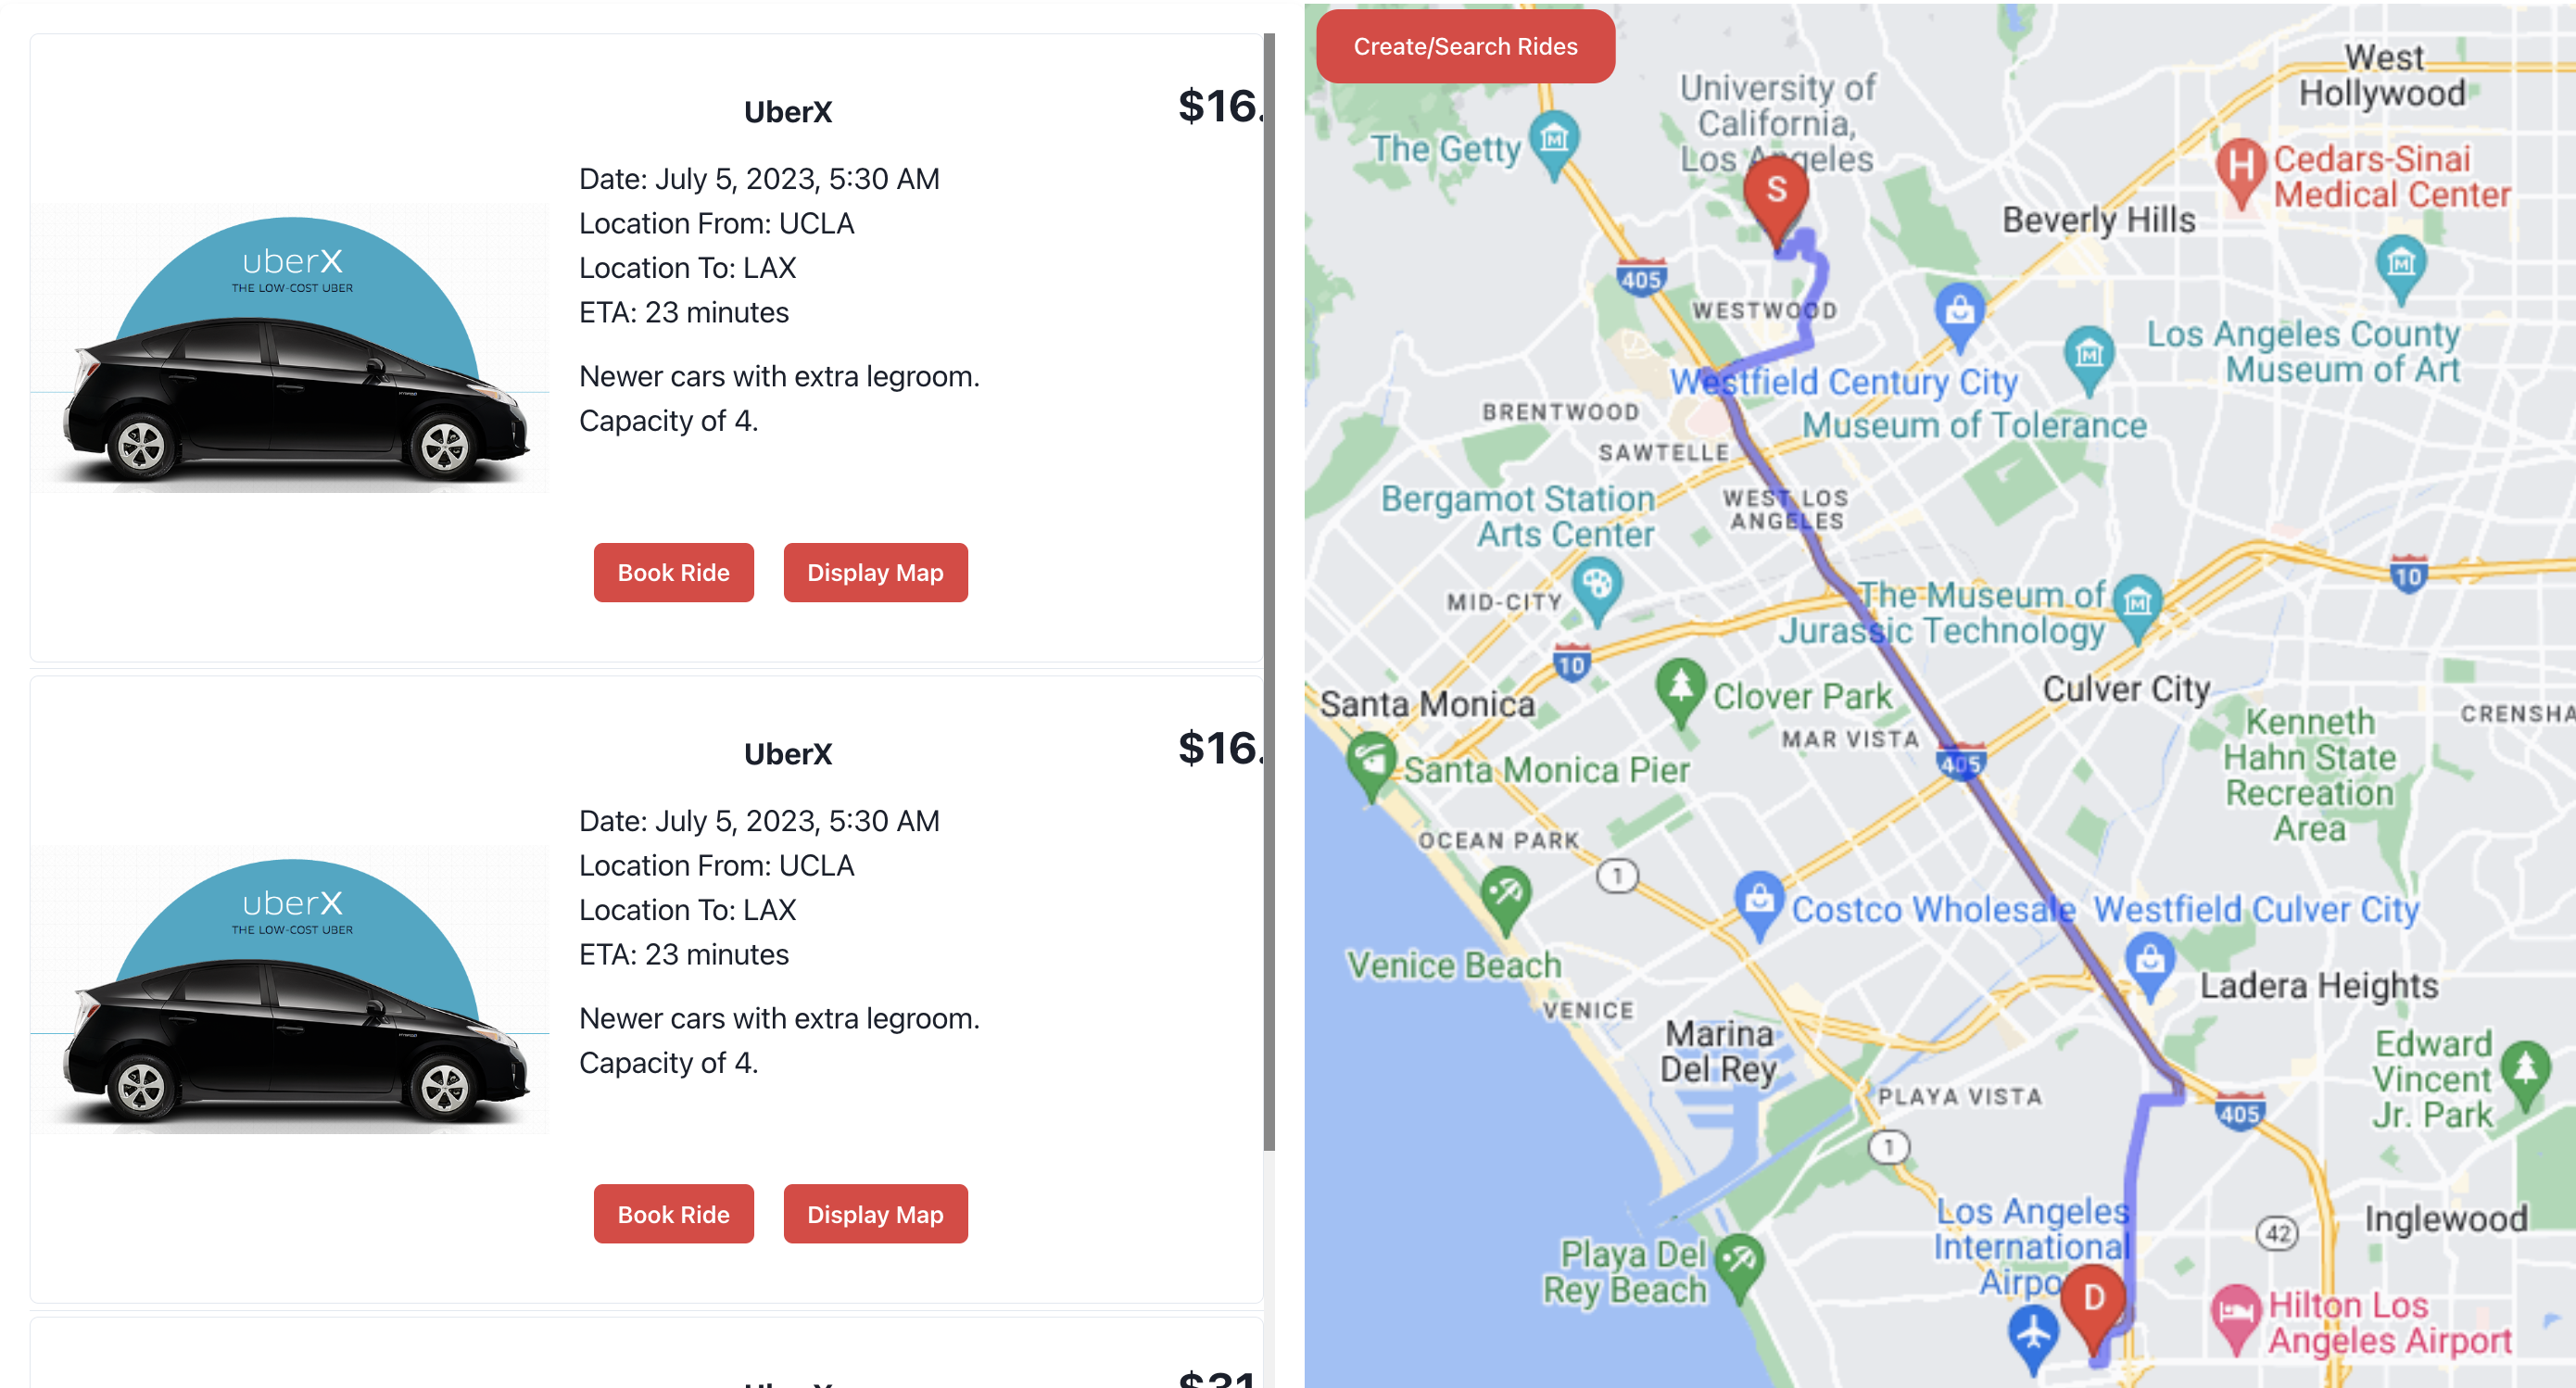 UberX
$16.
Date: July 5, 2023, 5:30 AM
Location From: UCLA
Location To: LAX
ETA: 23 minutes
Newer cars with extra legroom.
Capacity of 4.
uberX
THE LOW-COST UBER
Book Ride
Display Map
UberX
$16.
Date: July 5, 2023, 5:30 AM
Location From: UCLA
Location To: LAX
ETA: 23 minutes
Newer cars with extra legroom.
Capacity of 4.
uberX
THE LOW-COST UBER
Book Ride
Display Map
UberX
$31
Create/Search Rides
West
Hollywood
University of
California,
Los Angeles
The Getty
S
H
Cedars-Sinai
Medical Center
Beverly Hills
M
M
M
M
405
WESTWOOD
Los Angeles County
Museum of Art
Westfield Century City
BRENTWOOD
Museum of Tolerance
SAWTELLE
Bergamot Station
Arts Center
WEST LOS
ANGELES
10
MID-CITY
The Museum of
Jurassic Technology
10
Santa Monica
Clover Park
Culver City
MAR VISTA
Kenneth
Hahn State
Recreation
Area
CRENSHA
405
Santa Monica Pier
OCEAN PARK
1
Costco Wholesale
Westfield Culver City
Venice Beach
Ladera Heights
VENICE
Marina
Del Rey
Edward
Vincent
Jr. Park
PLAYA VISTA
405
1
Los Angeles
International
Airpo
42
Inglewood
Playa Del
Rey Beach
D
Hilton Los
Angeles Airport